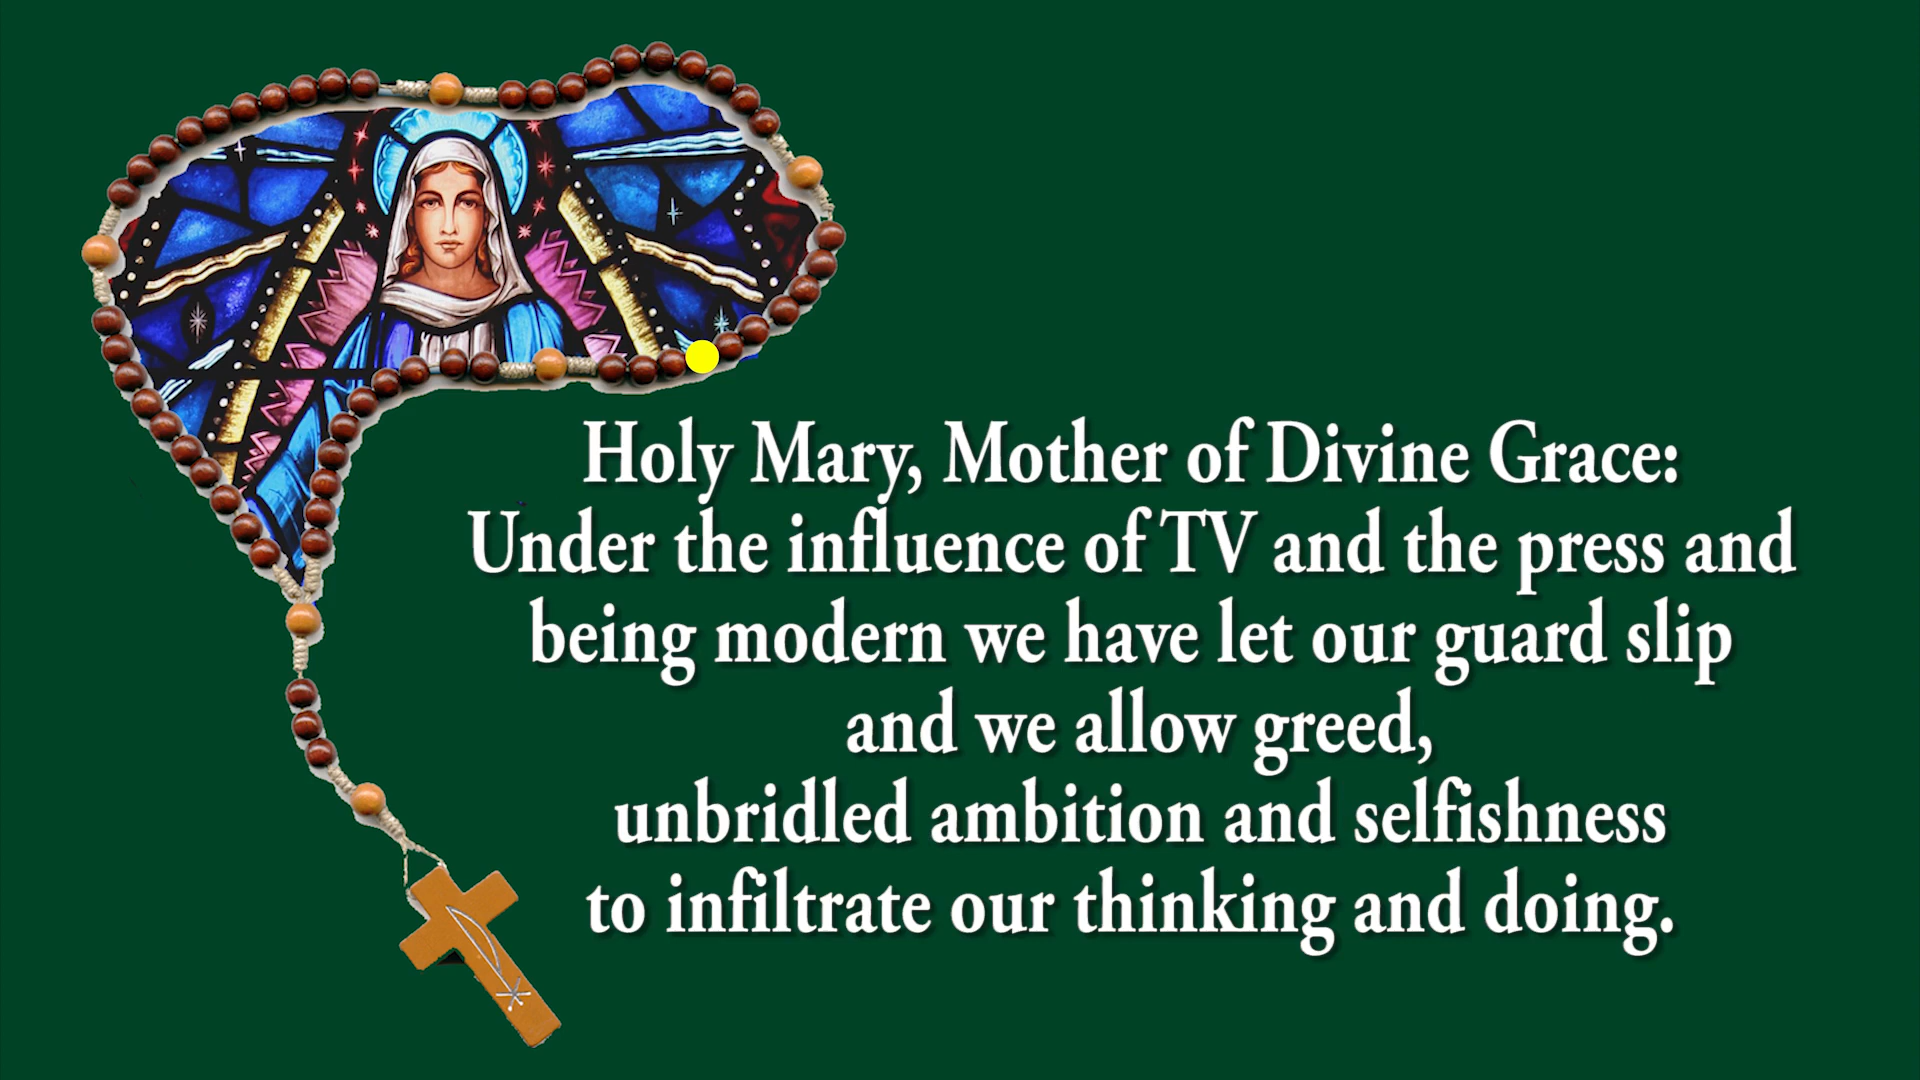 Holy Mary, Mother of Divine Grace:
Under the influence of TV and the press and
being modern we have let our guard slip
and we allow greed,
unbridled ambition and selfishness
to infiltrate our thinking and doing.